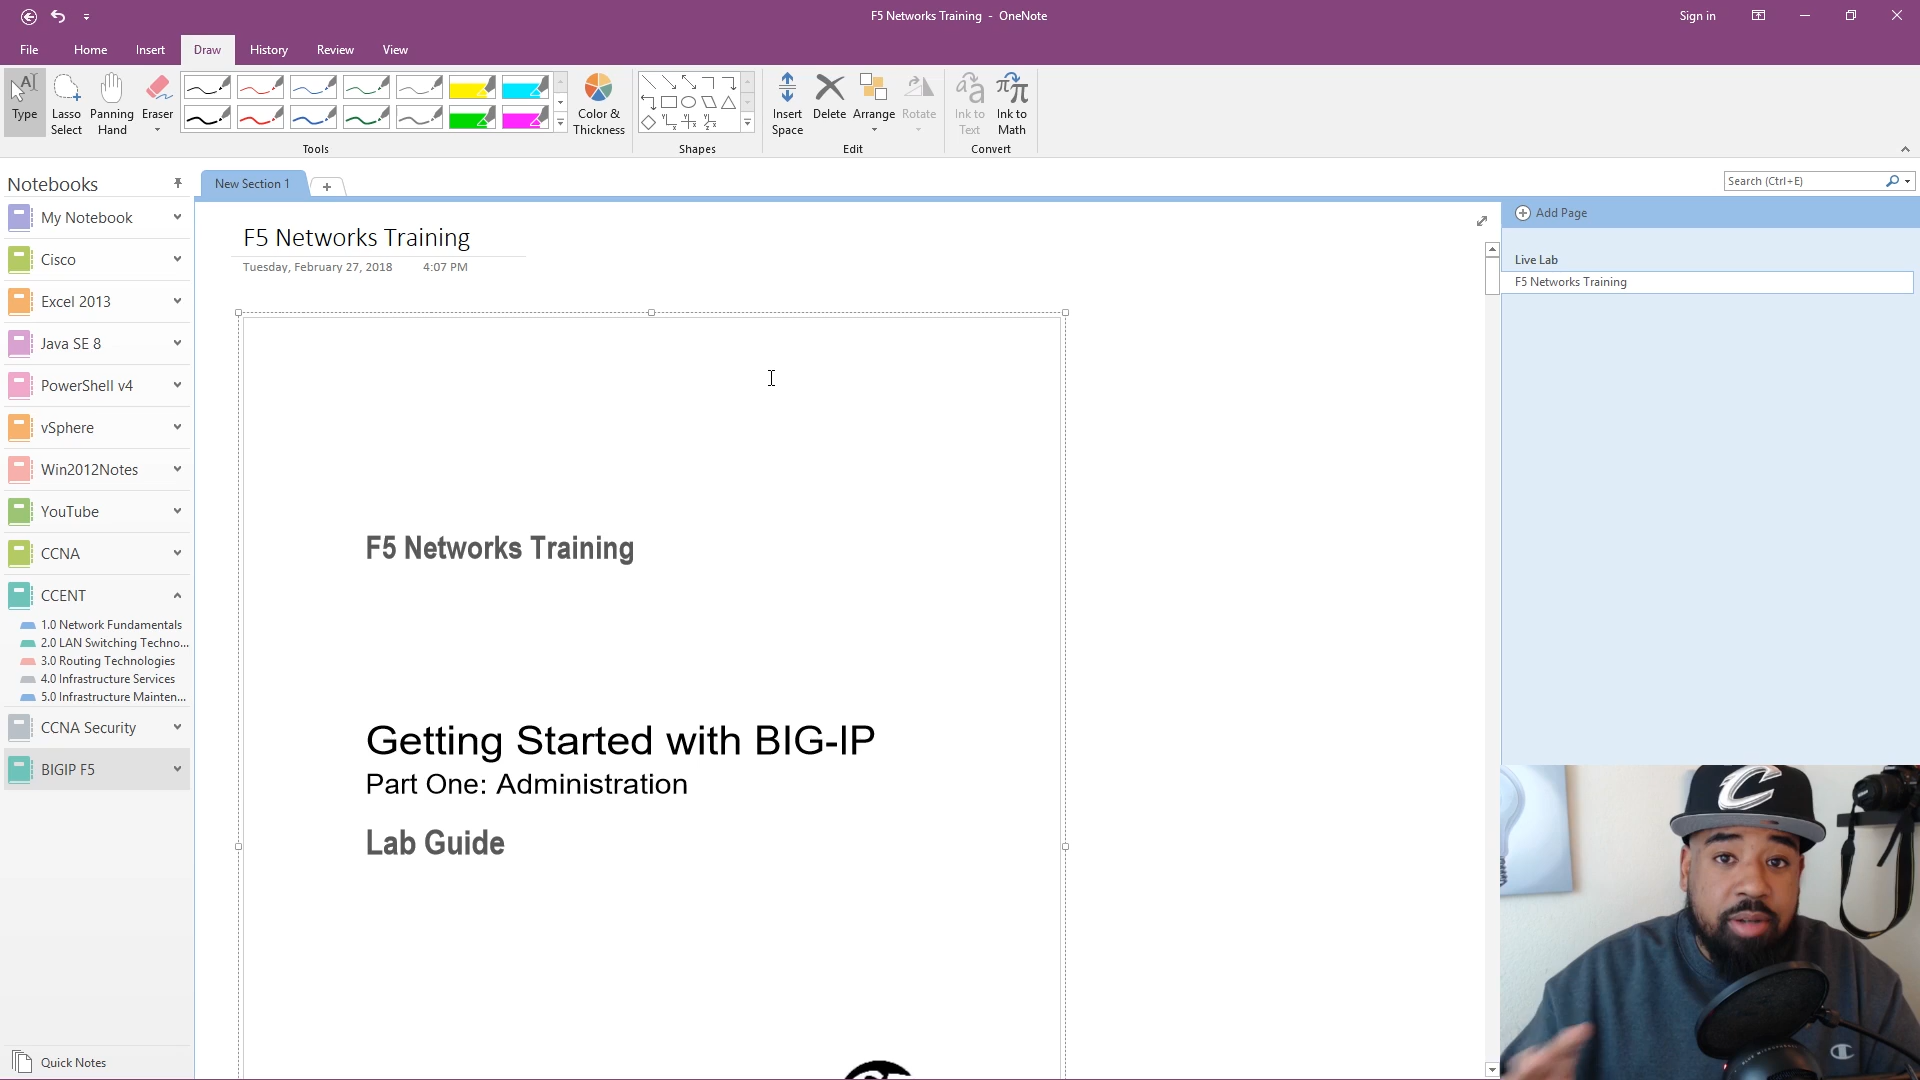 F5 Networks Training - OneNote
Sign in
File Home Insert Draw History Review View
Type
Lasso Select
Panning Hand
Eraser
Color & Thickness
Insert Space
Delete
Arrange
Rotate
Ink to Text
Ink to Math
Tools
Shapes
Edit
Convert
Notebooks
My Notebook
Cisco
Excel 2013
Java SE 8
PowerShell v4
vSphere
Win2012Notes
YouTube
CCNA
CCENT
1.0 Network Fundamentals
2.0 LAN Switching Techno...
3.0 Routing Technologies
4.0 Infrastructure Services
5.0 Infrastructure Mainten...
CCNA Security
BIGIP F5
Quick Notes
New Section 1
Search (Ctrl+E)
F5 Networks Training
Tuesday, February 27, 2018 4:07 PM
F5 Networks Training
Getting Started with BIG-IP
Part One: Administration
Lab Guide
Add Page
Live Lab
F5 Networks Training